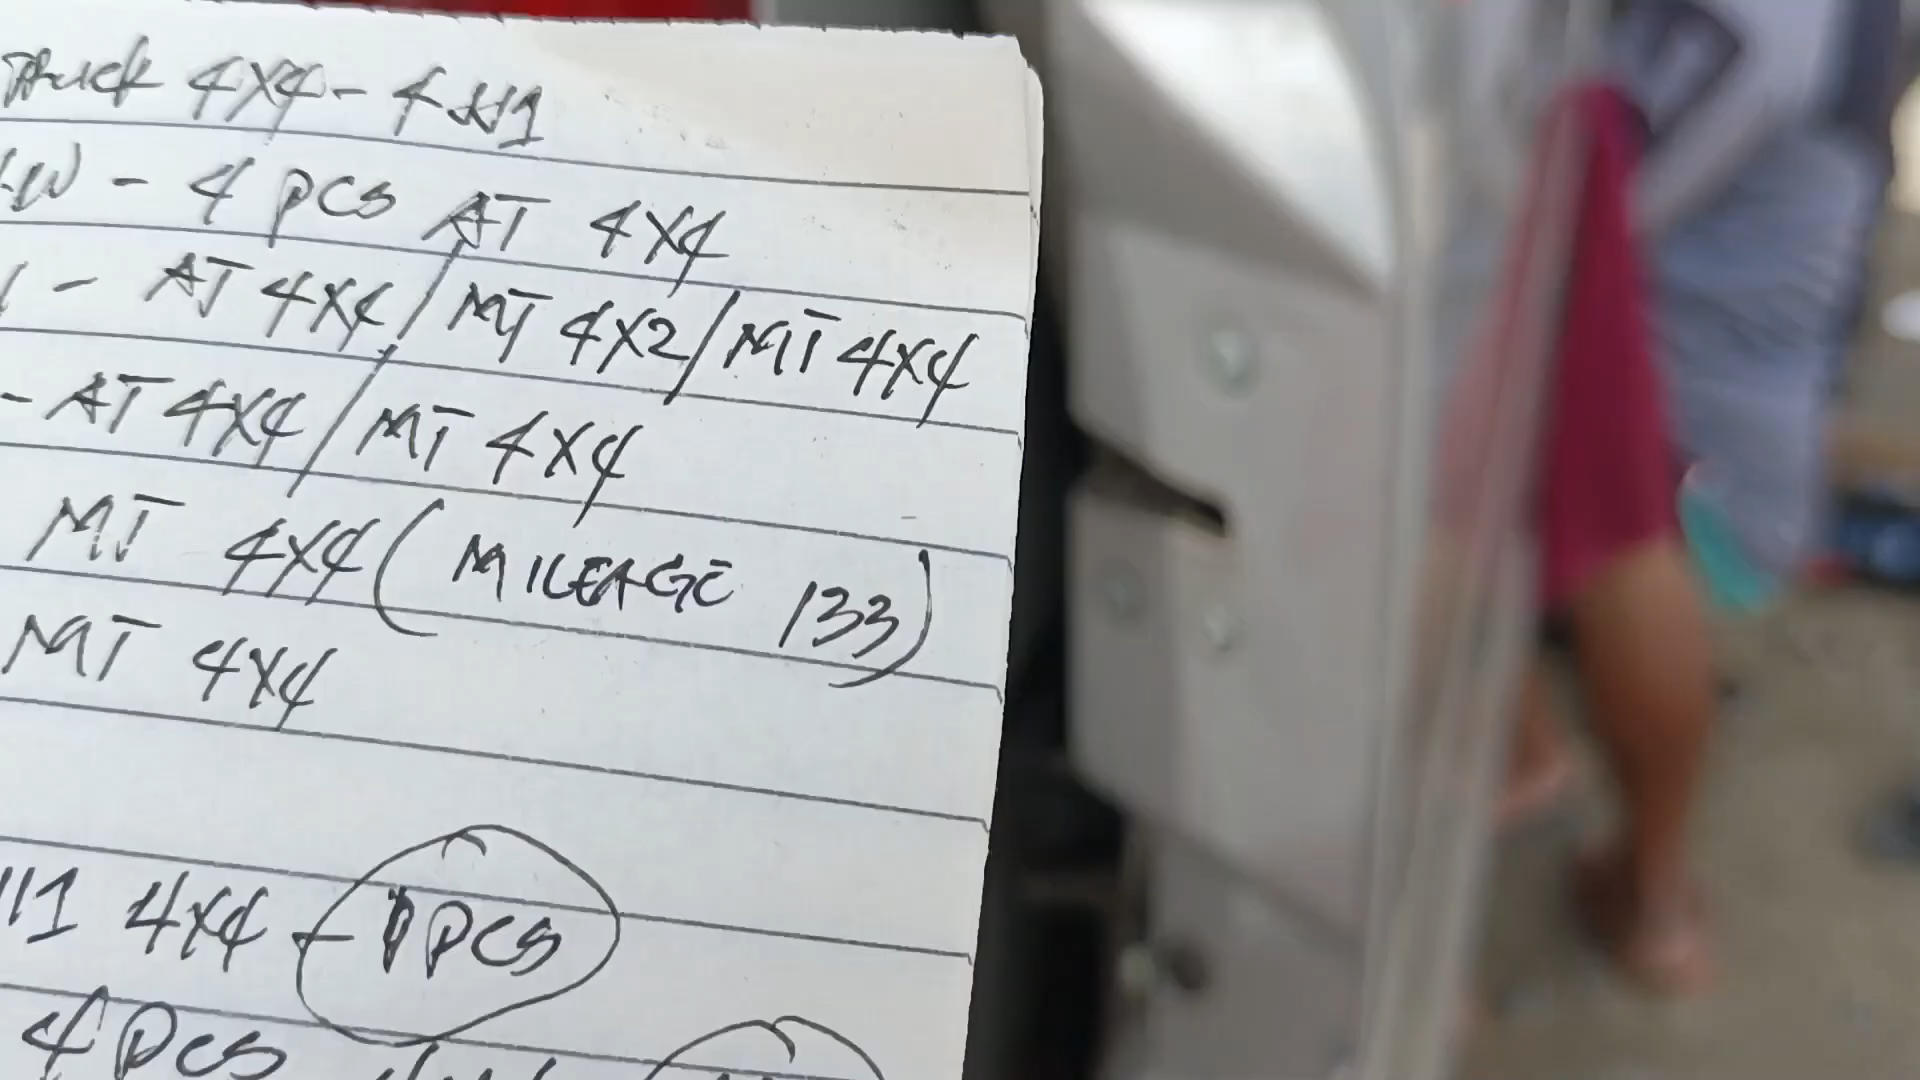 Truck 4X4 - 4
W - 4 PCS AT 4X4
- AT 4X4 / MT 4X2 / MT 4X4
- AT 4X4 / MT 4X4
MT 4X4 ( MILEAGE 133 )
MT 4X4
4X4 - 1 PCS
4 PCS